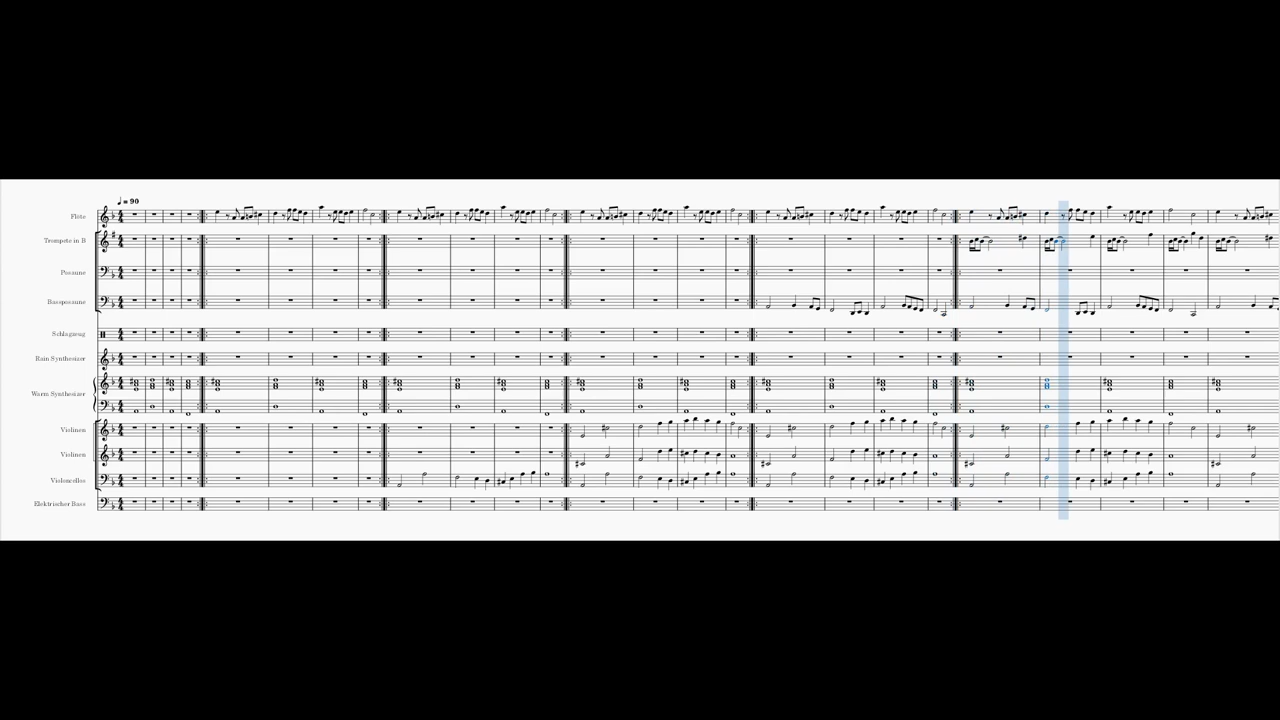 ♩ = 90
Flöte
Trompete in B
Posaune
Bassposaune
Schlagzeug
Rain Synthesizer
Warm Synthesizer
Violinen
Violinen
Violoncellos
Elektrischer Bass